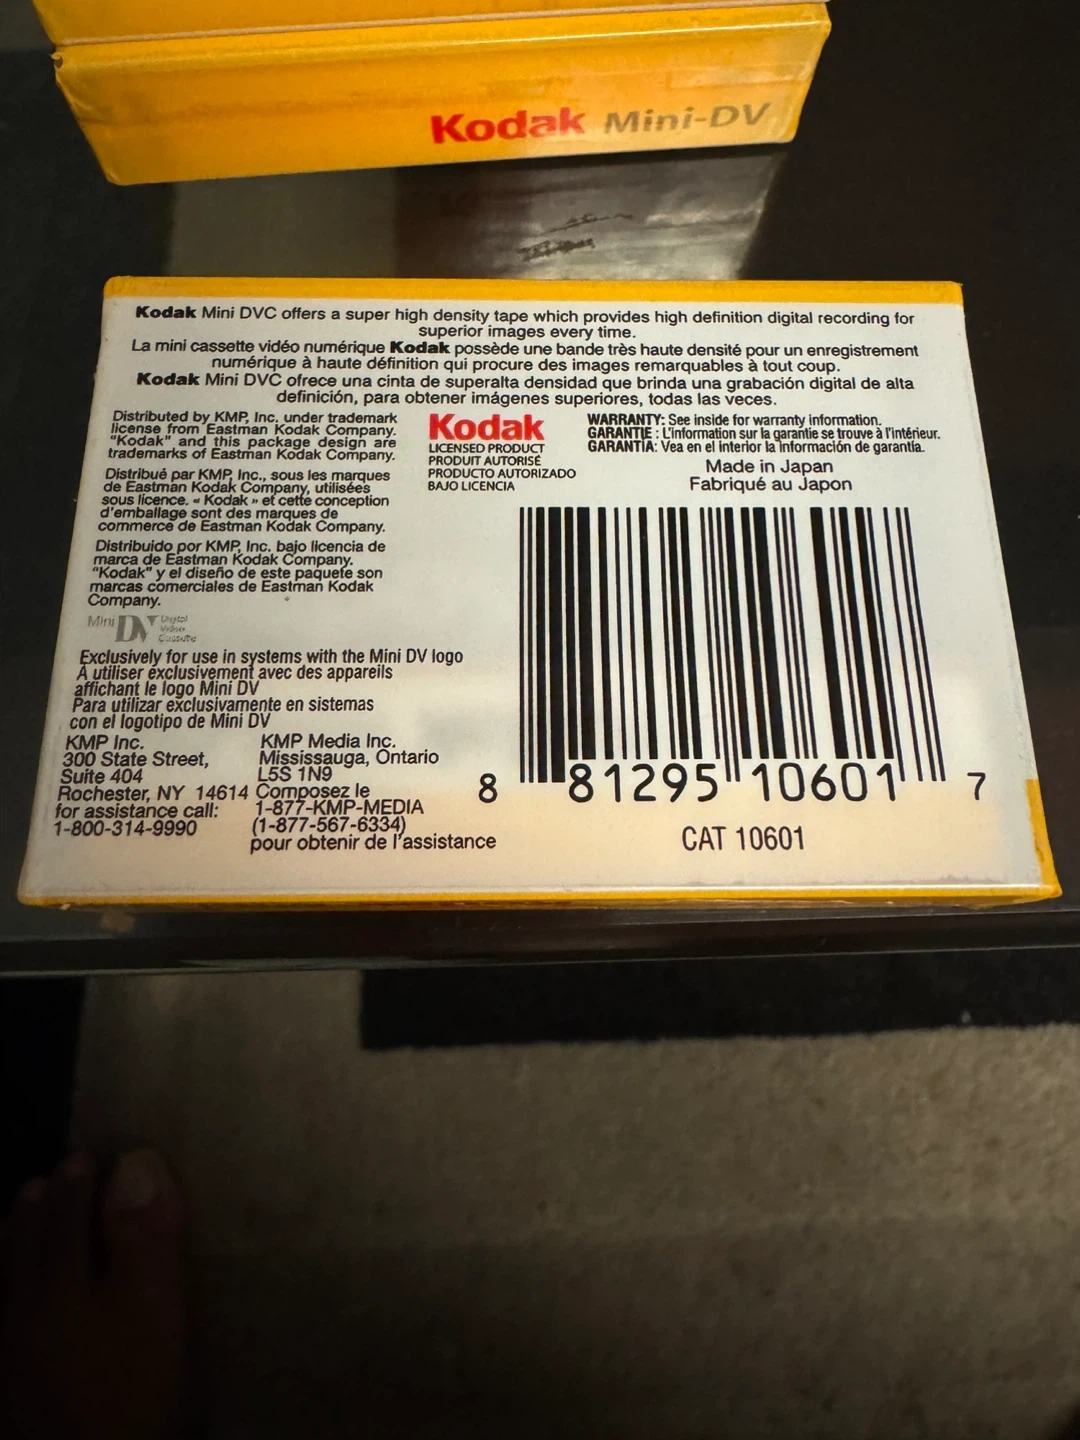 Kodak Mini-DV
Kodak Mini DVC offers a super high density tape which provides high definition digital recording for
superior images every time.
La mini cassette vidéo numérique Kodak possède une bande très haute densité pour un enregistrement
numérique à haute définition qui procure des images remarquables à tout coup.
Kodak Mini DVC ofrece una cinta de superalta densidad que brinda una grabación digital de alta
definición, para obtener imágenes superiores, todas las veces.
Distributed by KMP, Inc. under trademark
license from Eastman Kodak Company.
"Kodak" and this package design are
trademarks of Eastman Kodak Company.
Distribué par KMP, Inc., sous les marques
de Eastman Kodak Company, utilisées
sous licence. « Kodak » et cette conception
d'emballage sont des marques de
commerce de Eastman Kodak Company.
Distribuido por KMP, Inc. bajo licencia de
marca de Eastman Kodak Company.
"Kodak" y el diseño de este paquete son
marcas comerciales de Eastman Kodak
Company.
Kodak
LICENSED PRODUCT
PRODUIT AUTORISÉ
PRODUCTO AUTORIZADO
BAJO LICENCIA
WARRANTY: See inside for warranty information.
GARANTIE : L'information sur la garantie se trouve à l'intérieur.
GARANTÍA: Vea en el interior la información de garantía.
Made in Japan
Fabriqué au Japon
Mini DV Digital
Video
Cassette
Exclusively for use in systems with the Mini DV logo
À utiliser exclusivement avec des appareils
affichant le logo Mini DV
Para utilizar exclusivamente en sistemas
con el logotipo de Mini DV
KMP Inc.
300 State Street,
Suite 404
Rochester, NY 14614
for assistance call:
1-800-314-9990
KMP Media Inc.
Mississauga, Ontario
L5S 1N9
Composez le
1-877-KMP-MEDIA
(1-877-567-6334)
pour obtenir de l'assistance
8 81295 10601 7
CAT 10601